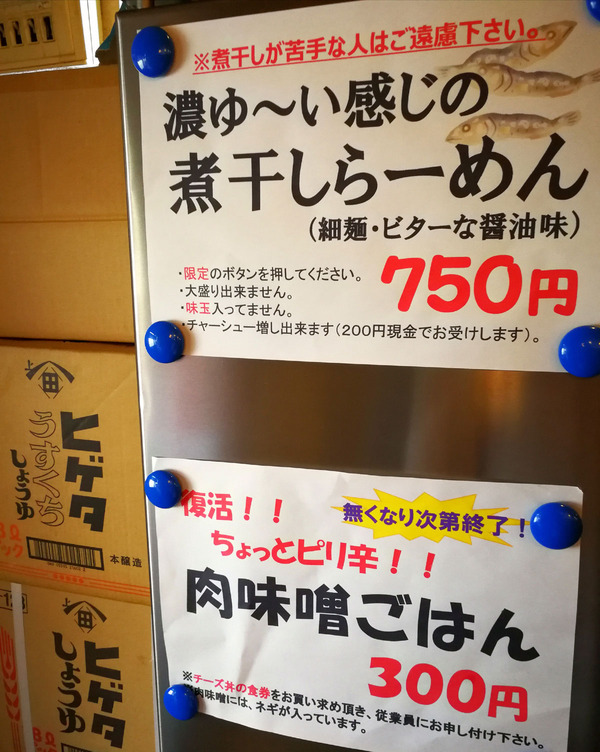 ※煮干しが苦手な人はご遠慮下さい。
濃ゆ～い感じの
煮干しらーめん
（細麺・ビターな醤油味）
・限定のボタンを押してください。
・大盛り出来ません。
・味玉入ってません。
・チャーシュー増し出来ます（200円現金でお受けします）。
750円
復活！！
無くなり次第終了！
ちょっとピリ辛！！
肉味噌ごはん
300円
※チーズ丼の食券をお買い求め頂き、従業員にお申し付け下さい。
肉味噌には、ネギが入っています。
上
田
ヒゲタ
うすくち
しょうゆ
本醸造
ヒゲタ
しょうゆ